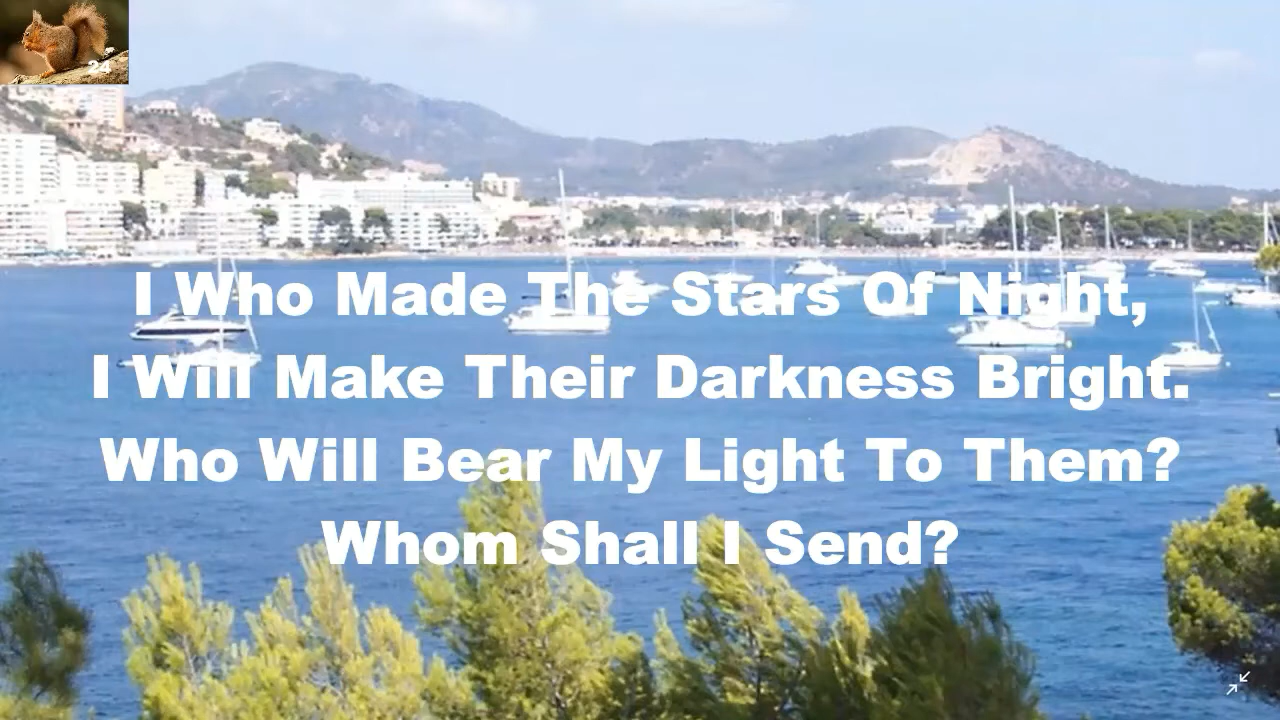 24
I Who Made The Stars Of Night,
I Will Make Their Darkness Bright.
Who Will Bear My Light To Them?
Whom Shall I Send?